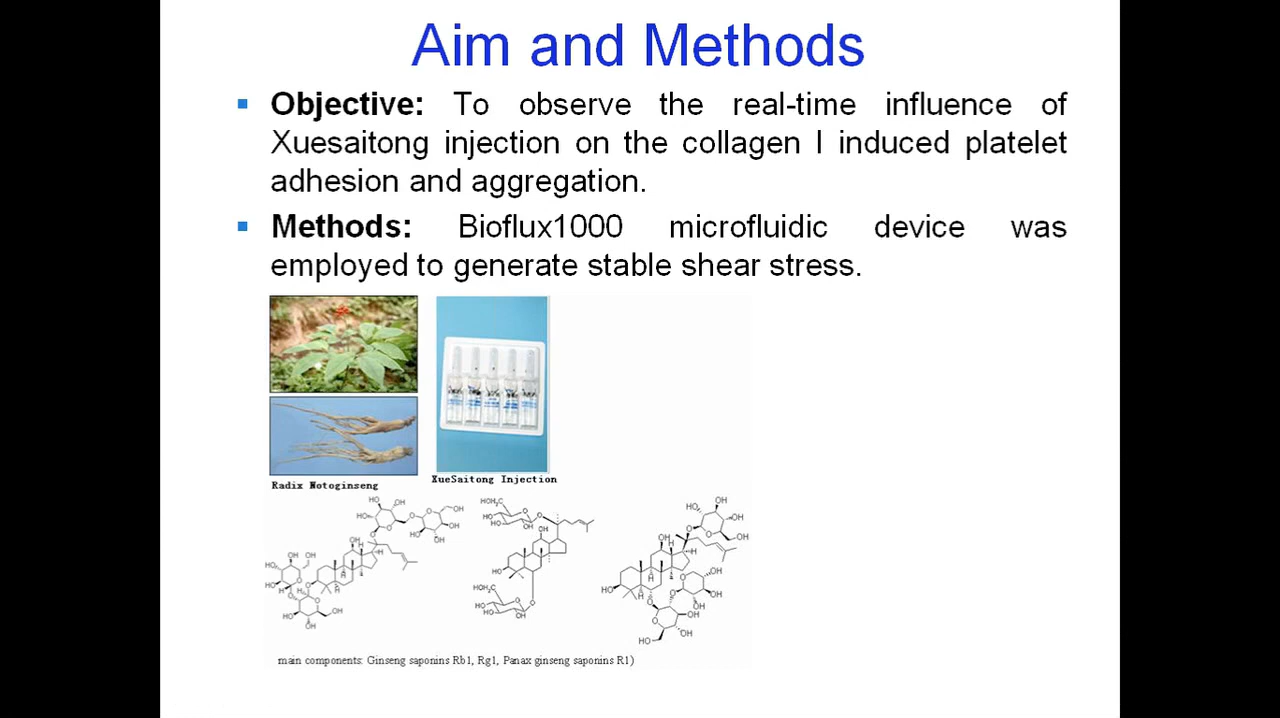 Aim and Methods
▪ Objective: To observe the real-time influence of
Xuesaitong injection on the collagen I induced platelet
adhesion and aggregation.
▪ Methods: Bioflux1000 microfluidic device was
employed to generate stable shear stress.
Radix Notoginseng
XueSaitong Injection
main components: Ginseng saponins Rb1, Rg1, Panax ginseng saponins R1)